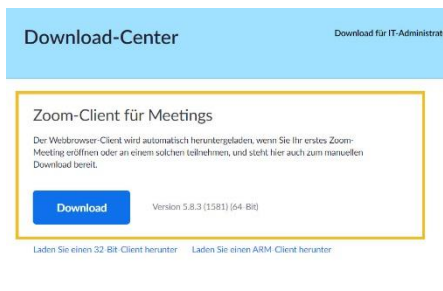 Download-Center
Download für IT-Administrat
Zoom-Client für Meetings
Der Webbrowser-Client wird automatisch heruntergeladen, wenn Sie Ihr erstes Zoom-
Meeting eröffnen oder an einem solchen teilnehmen, und steht hier auch zum manuellen
Download bereit.
Download
Version 5.8.3 (1581) (64-Bit)
Laden Sie einen 32-Bit-Client herunter
Laden Sie einen ARM-Client herunter